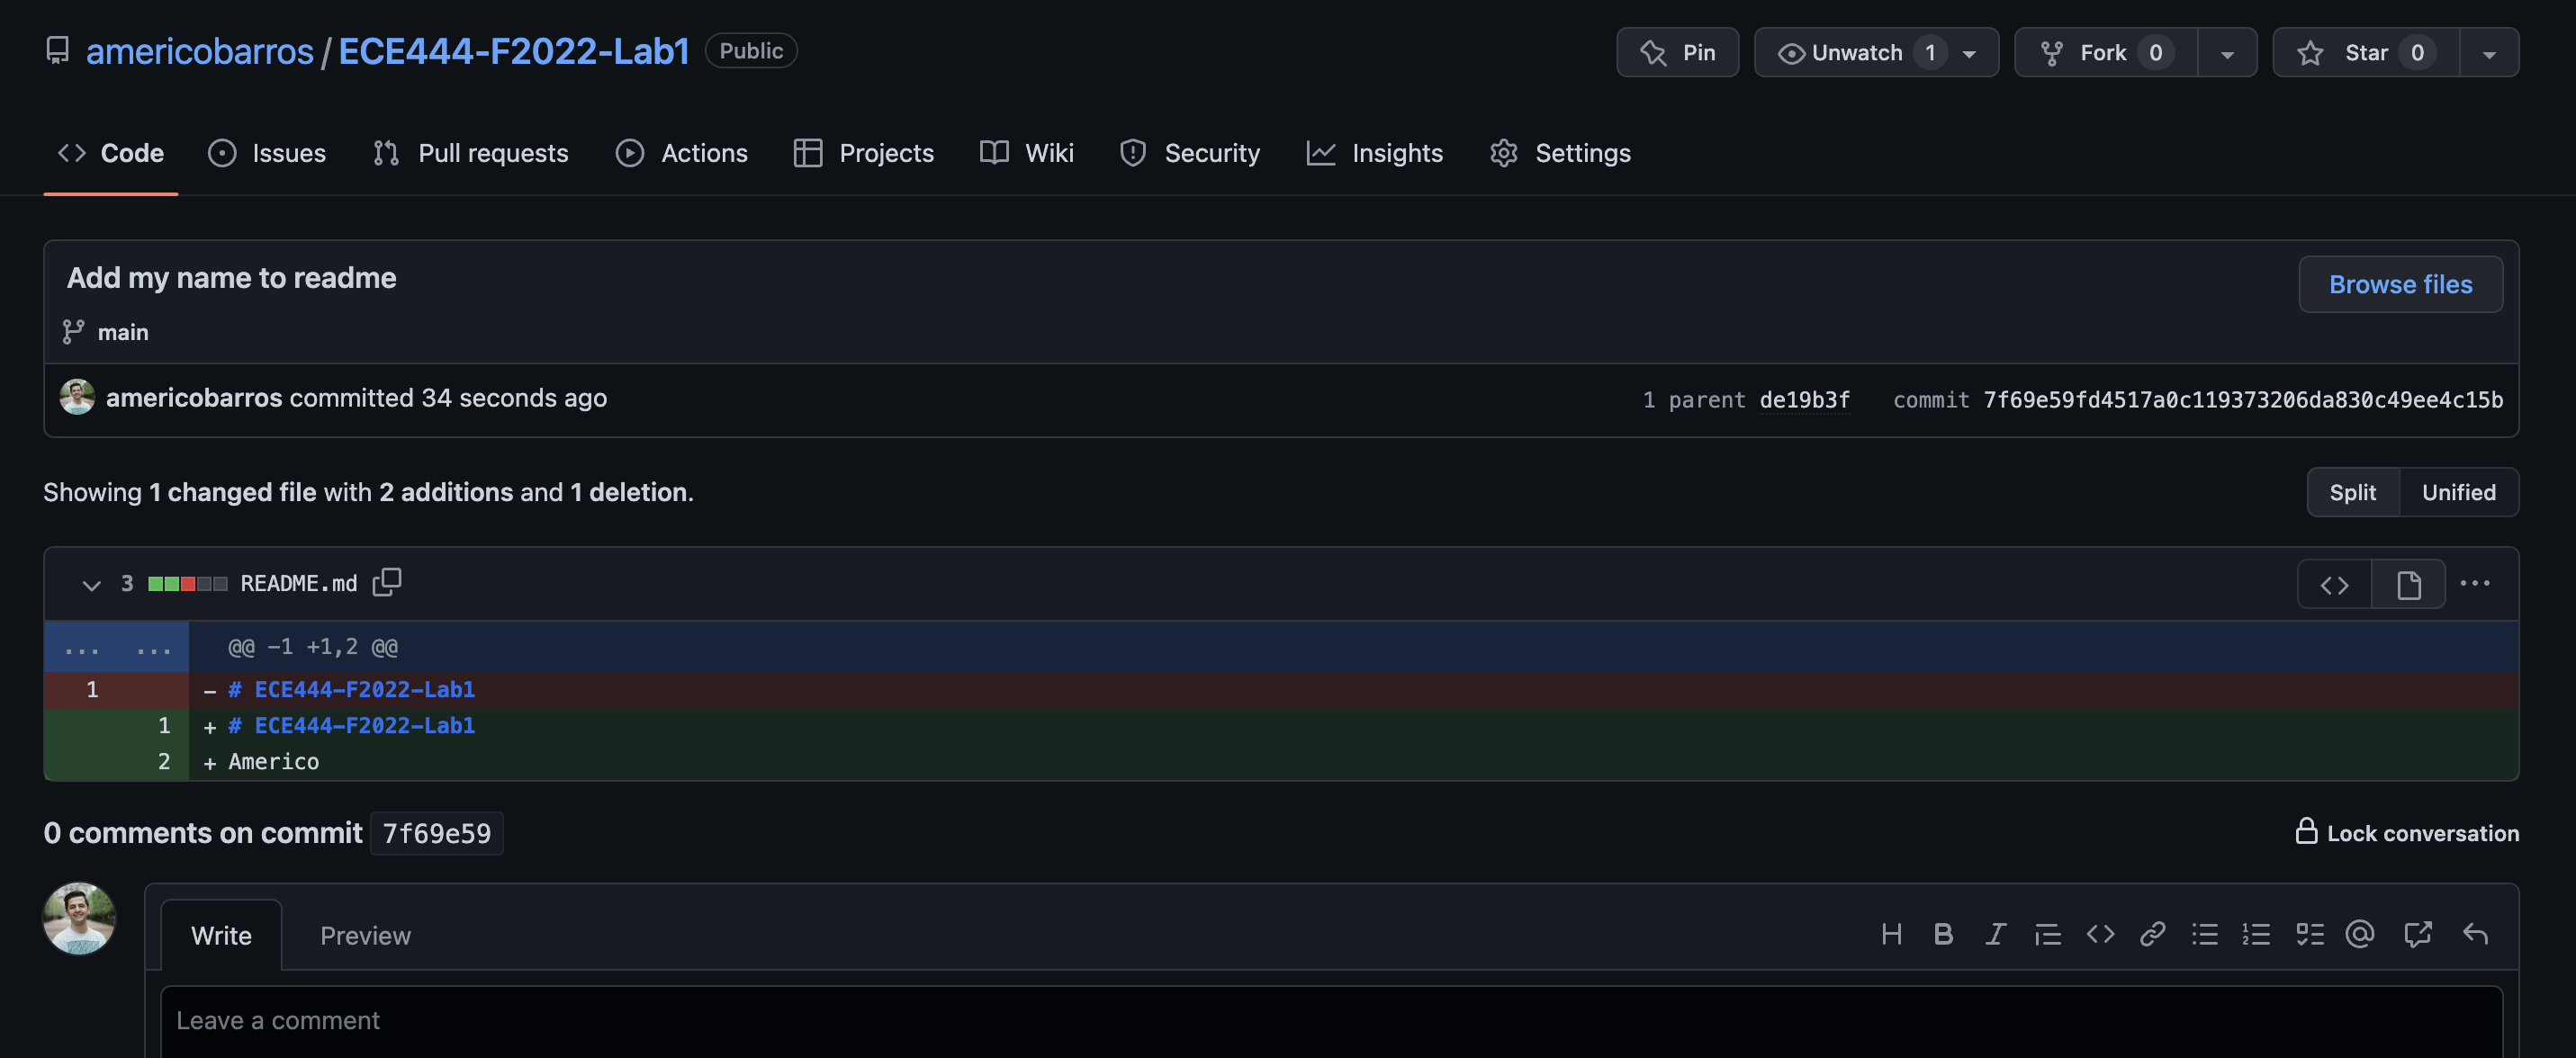 americobarros / ECE444-F2022-Lab1 Public Pin Unwatch 1 Fork 0 Star 0
Code Issues Pull requests Actions Projects Wiki Security Insights Settings
Add my name to readme
Browse files
main
americobarros committed 34 seconds ago 1 parent de19b3f commit 7f69e59fd4517a0c119373206da830c49ee4c15b
Showing 1 changed file with 2 additions and 1 deletion.
Split Unified
3 README.md
... ... @@ -1 +1,2 @@
1 - # ECE444-F2022-Lab1
1 + # ECE444-F2022-Lab1
2 + Americo
0 comments on commit 7f69e59
Lock conversation
Write Preview
Leave a comment